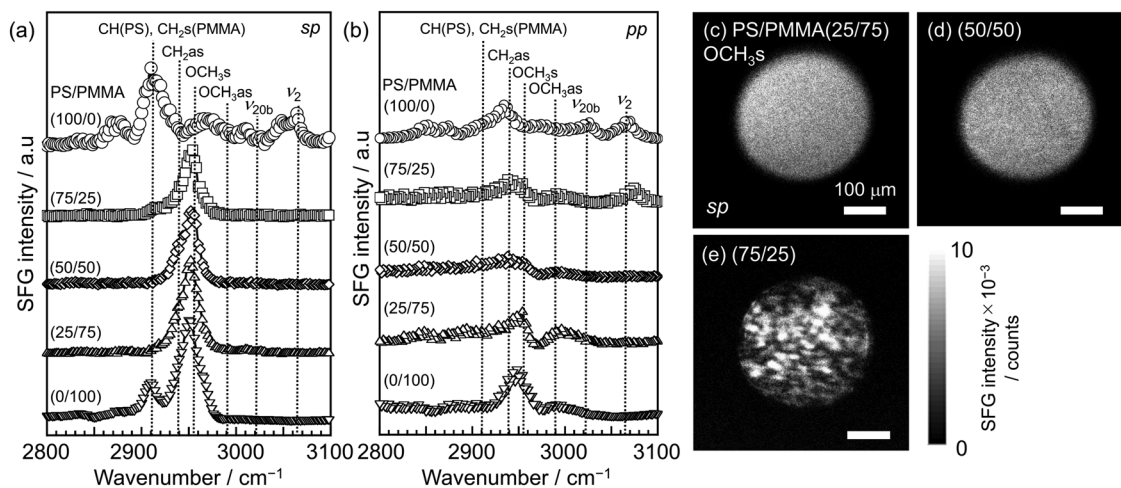 (a)
sp
CH(PS), CH₂s(PMMA)
CH₂as
OCH₃s
OCH₃as
ν₂₀b
ν₂
PS/PMMA
(100/0)
(75/25)
(50/50)
(25/75)
(0/100)
SFG intensity / a.u
2800
2900
3000
3100
Wavenumber / cm⁻¹
(b)
pp
CH(PS), CH₂s(PMMA)
CH₂as
OCH₃s
OCH₃as
ν₂₀b
ν₂
PS/PMMA
(100/0)
(75/25)
(50/50)
(25/75)
(0/100)
SFG intensity / a.u
2800
2900
3000
3100
Wavenumber / cm⁻¹
(c) PS/PMMA(25/75)
OCH₃s
100 μm
sp
(d) (50/50)
(e) (75/25)
10
0
SFG intensity × 10⁻³
/ counts